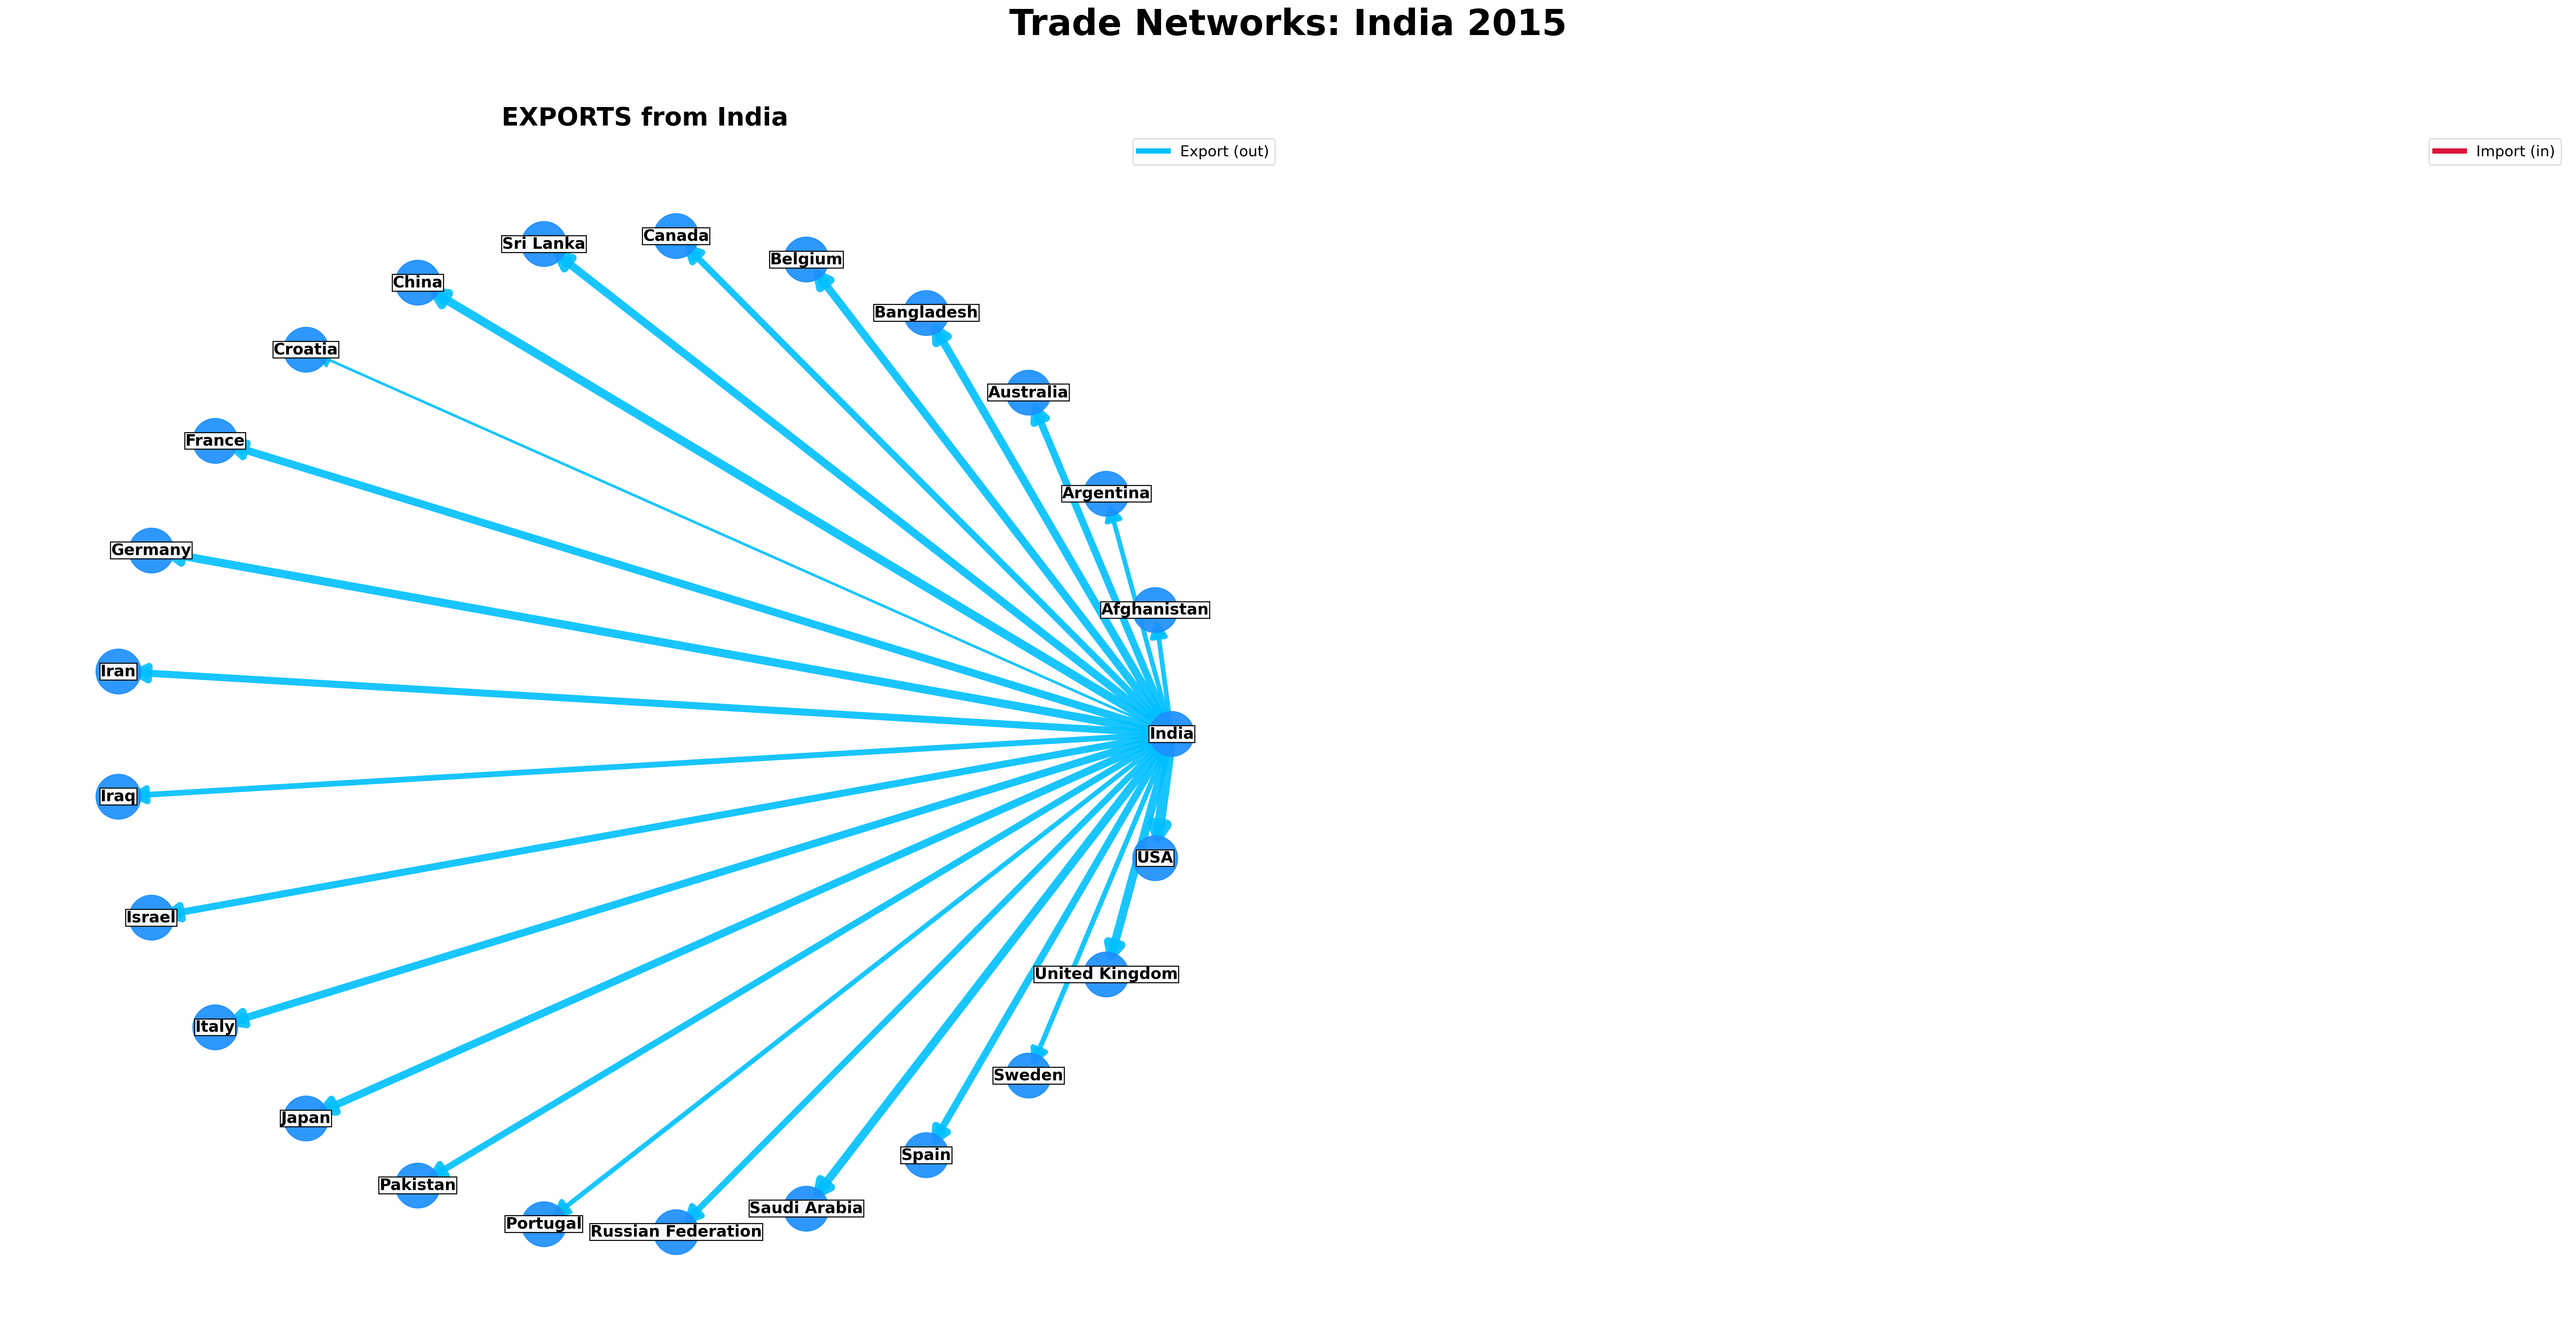 Trade Networks: India 2015
EXPORTS from India
Export (out)
Import (in)
Canada
Sri Lanka
Belgium
China
Bangladesh
Croatia
Australia
France
Argentina
Germany
Afghanistan
Iran
India
Iraq
USA
Israel
United Kingdom
Italy
Sweden
Japan
Spain
Pakistan
Saudi Arabia
Portugal
Russian Federation